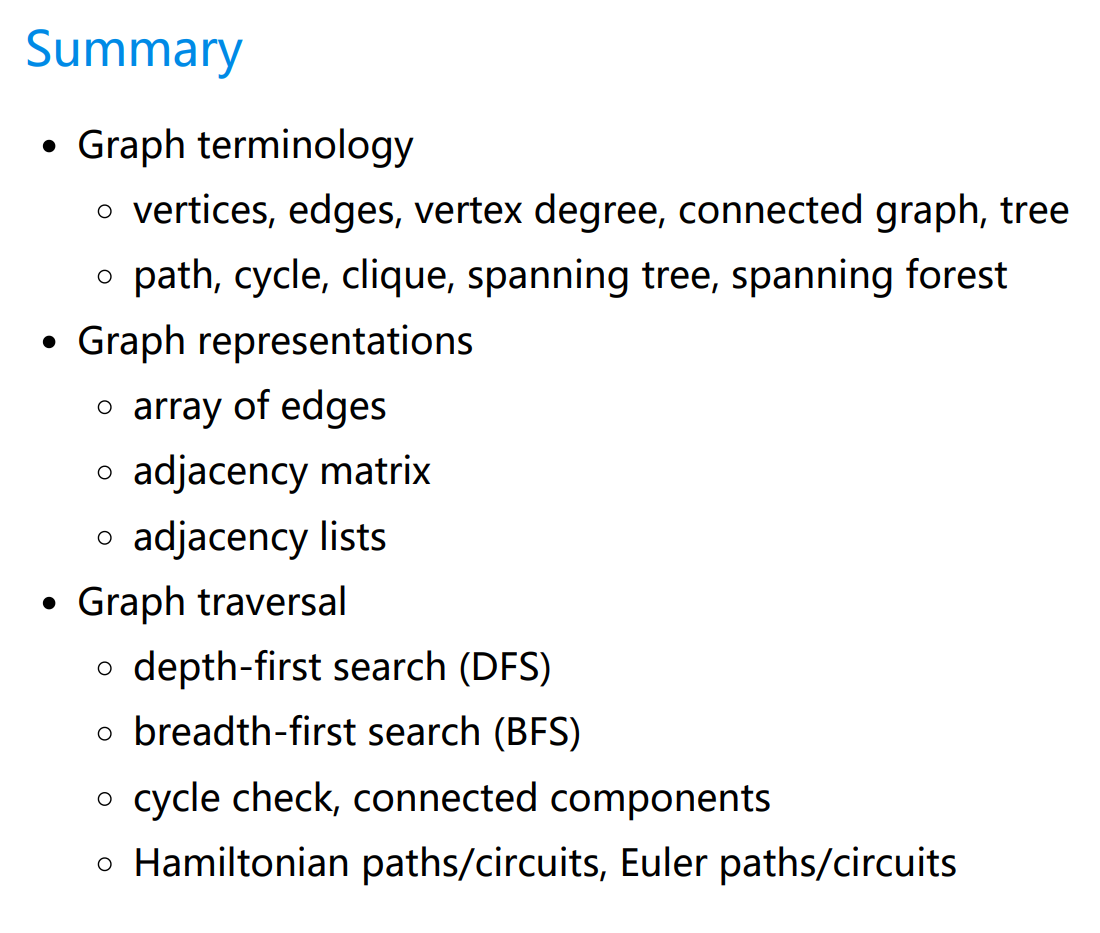 Summary
• Graph terminology
◦ vertices, edges, vertex degree, connected graph, tree
◦ path, cycle, clique, spanning tree, spanning forest
• Graph representations
◦ array of edges
◦ adjacency matrix
◦ adjacency lists
• Graph traversal
◦ depth-first search (DFS)
◦ breadth-first search (BFS)
◦ cycle check, connected components
◦ Hamiltonian paths/circuits, Euler paths/circuits